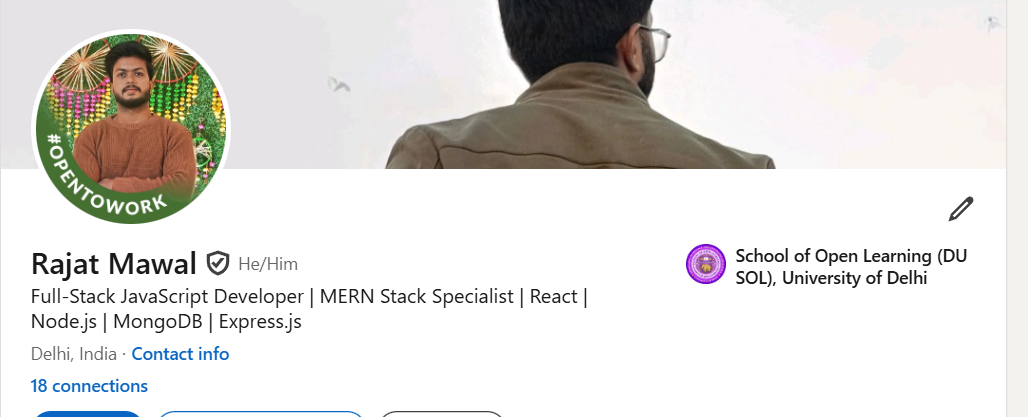 #OPENTOWORK
Rajat Mawal He/Him
Full-Stack JavaScript Developer | MERN Stack Specialist | React |
Node.js | MongoDB | Express.js
Delhi, India · Contact info
18 connections
School of Open Learning (DU
SOL), University of Delhi